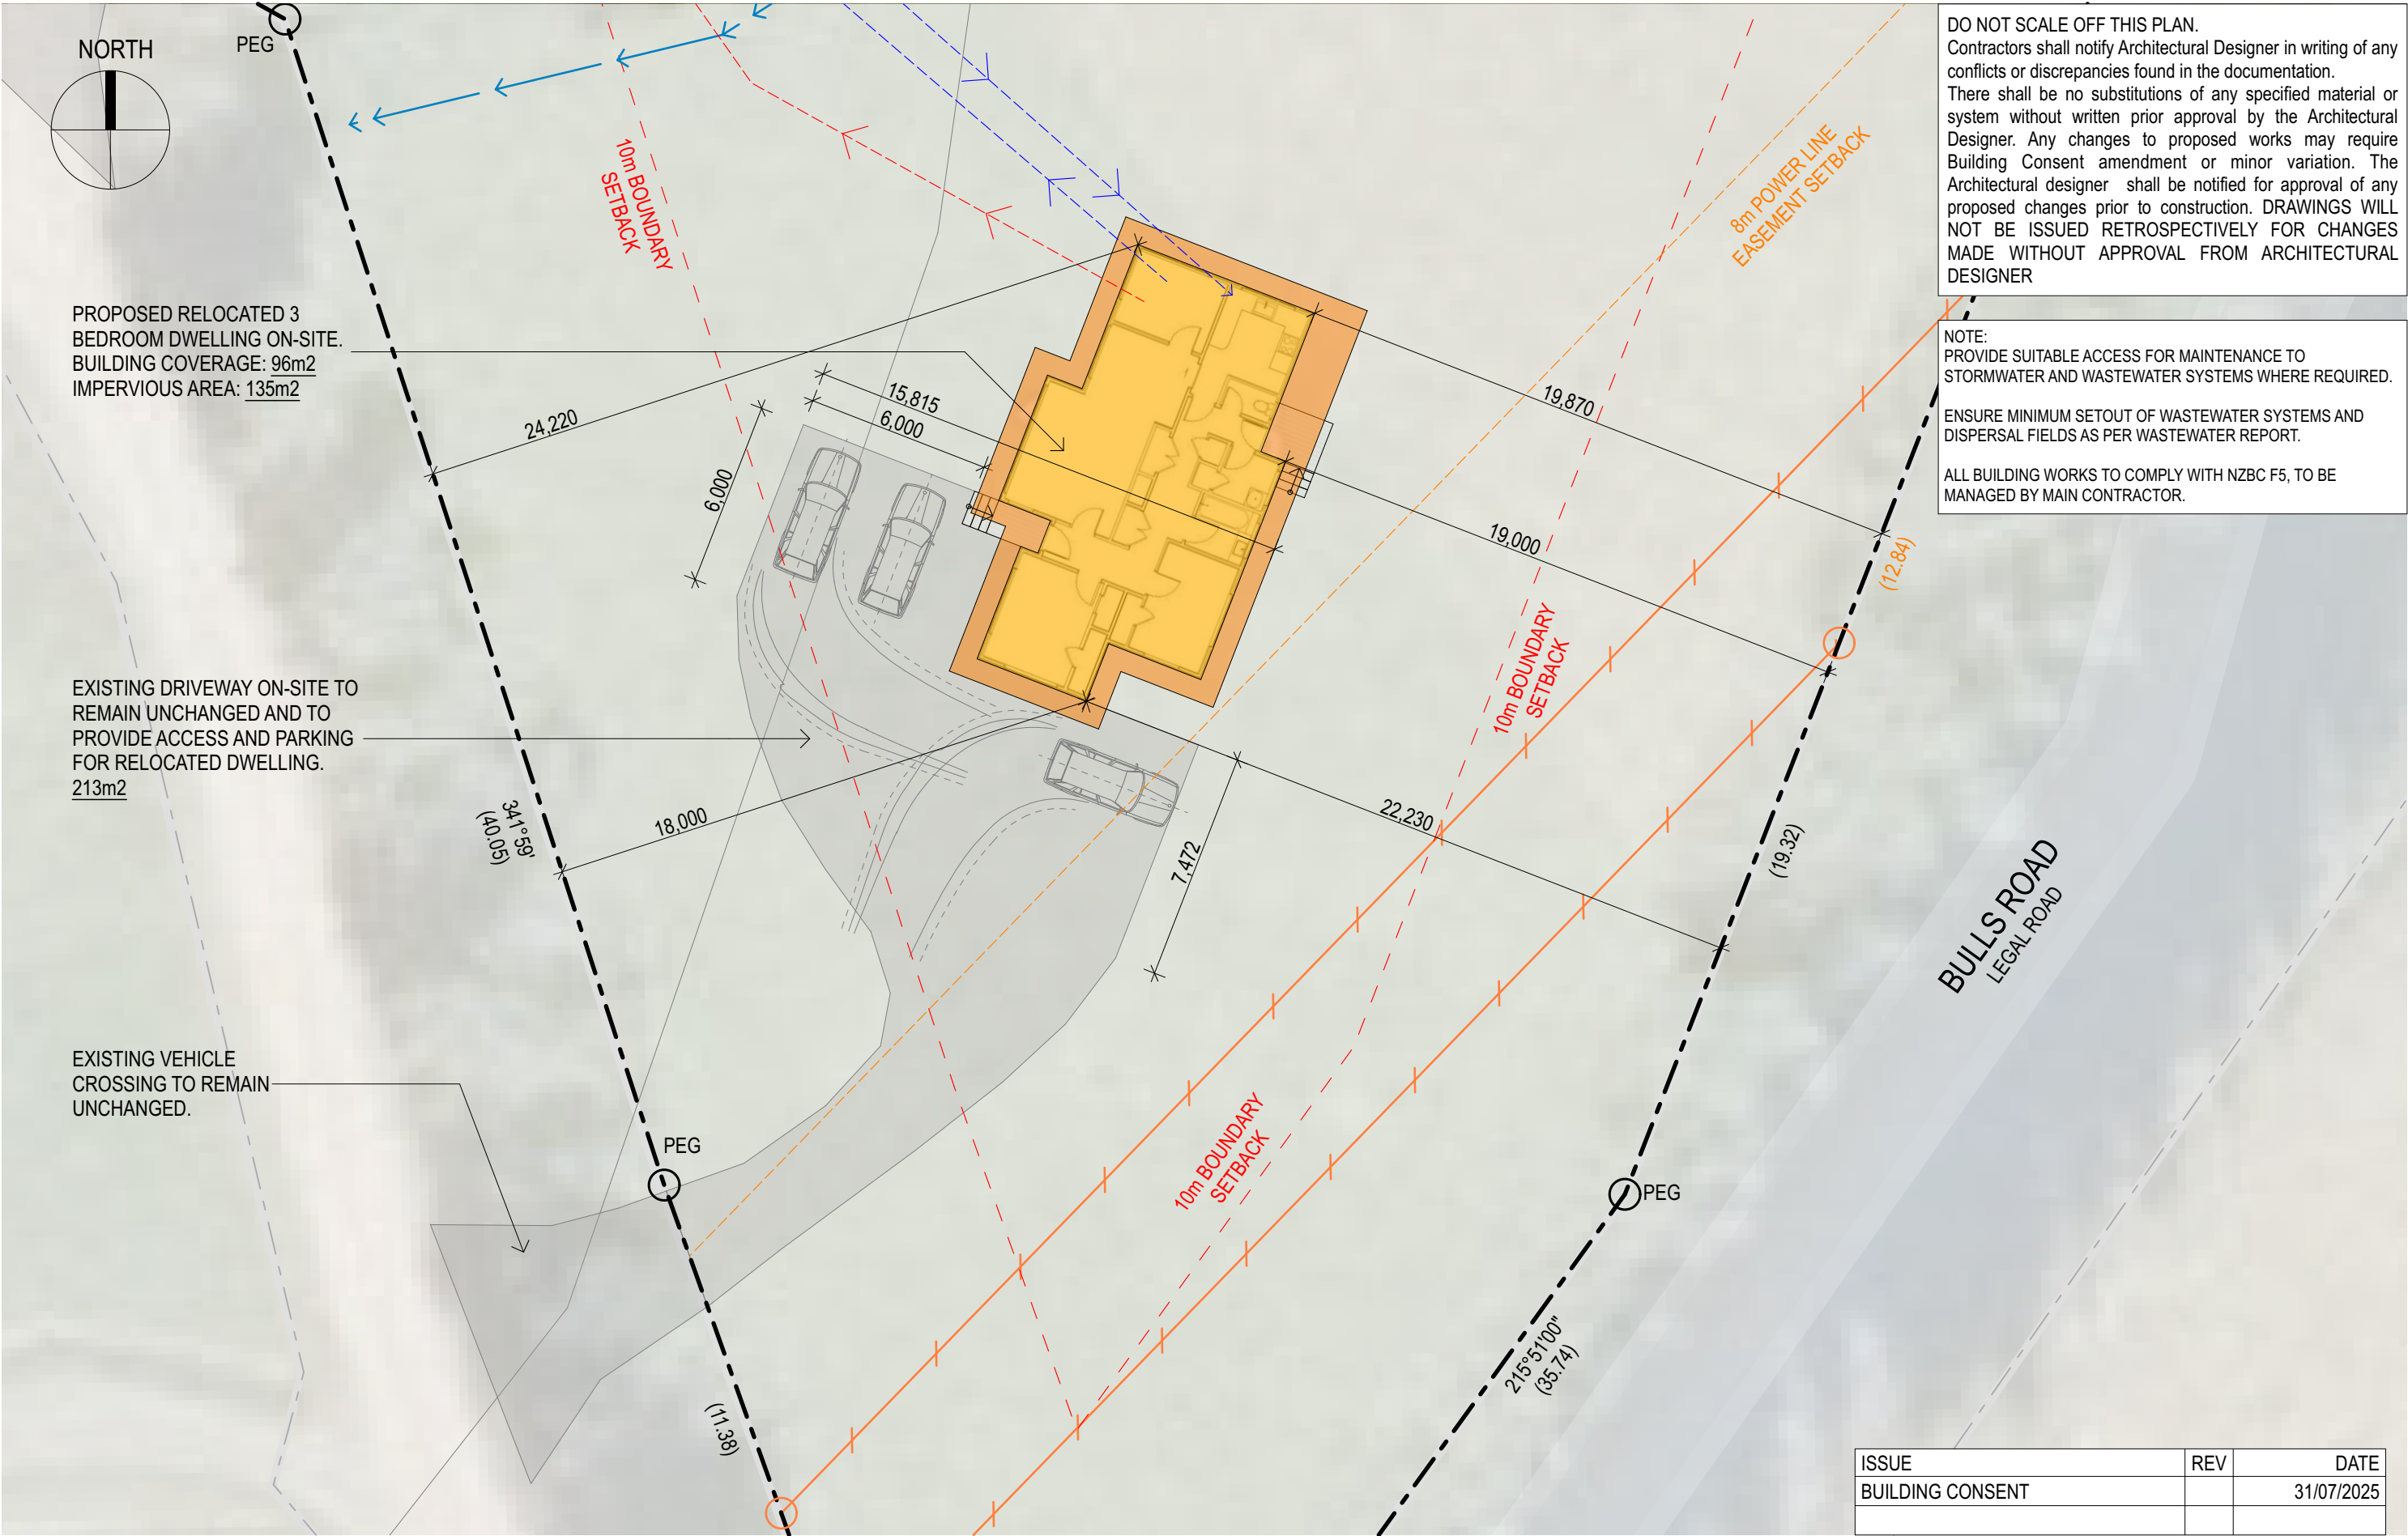 NORTH
PEG
PROPOSED RELOCATED 3
BEDROOM DWELLING ON-SITE.
BUILDING COVERAGE: 96m2
IMPERVIOUS AREA: 135m2
EXISTING DRIVEWAY ON-SITE TO
REMAIN UNCHANGED AND TO
PROVIDE ACCESS AND PARKING
FOR RELOCATED DWELLING.
213m2
EXISTING VEHICLE
CROSSING TO REMAIN
UNCHANGED.
10m BOUNDARY
SETBACK
24,220
15,815
6,000
6,000
18,000
341°59'
(40.05)
PEG
(11.38)
7,472
22,230
19,870
19,000
8m POWER LINE
EASEMENT SETBACK
10m BOUNDARY
SETBACK
10m BOUNDARY
SETBACK
(12.84)
(19.32)
PEG
215°51'00"
(35.74)
BULLS ROAD
LEGAL ROAD
DO NOT SCALE OFF THIS PLAN.
Contractors shall notify Architectural Designer in writing of any
conflicts or discrepancies found in the documentation.
There shall be no substitutions of any specified material or
system without written prior approval by the Architectural
Designer. Any changes to proposed works may require
Building Consent amendment or minor variation. The
Architectural designer shall be notified for approval of any
proposed changes prior to construction. DRAWINGS WILL
NOT BE ISSUED RETROSPECTIVELY FOR CHANGES
MADE WITHOUT APPROVAL FROM ARCHITECTURAL
DESIGNER
NOTE:
PROVIDE SUITABLE ACCESS FOR MAINTENANCE TO
STORMWATER AND WASTEWATER SYSTEMS WHERE REQUIRED.
ENSURE MINIMUM SETOUT OF WASTEWATER SYSTEMS AND
DISPERSAL FIELDS AS PER WASTEWATER REPORT.
ALL BUILDING WORKS TO COMPLY WITH NZBC F5, TO BE
MANAGED BY MAIN CONTRACTOR.
ISSUE REV DATE
BUILDING CONSENT 31/07/2025